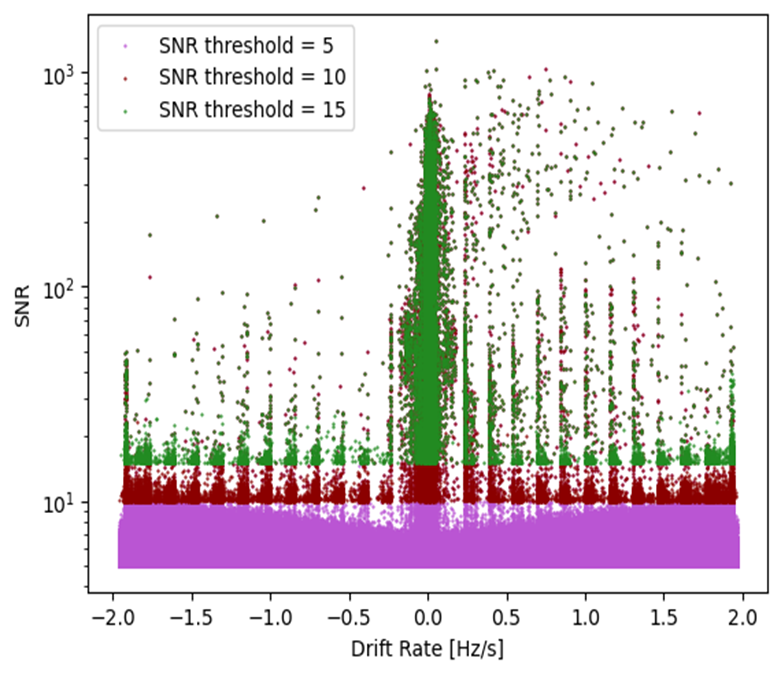 SNR threshold = 5
SNR threshold = 10
SNR threshold = 15
10³
10²
10¹
SNR
−2.0 −1.5 −1.0 −0.5 0.0 0.5 1.0 1.5 2.0
Drift Rate [Hz/s]